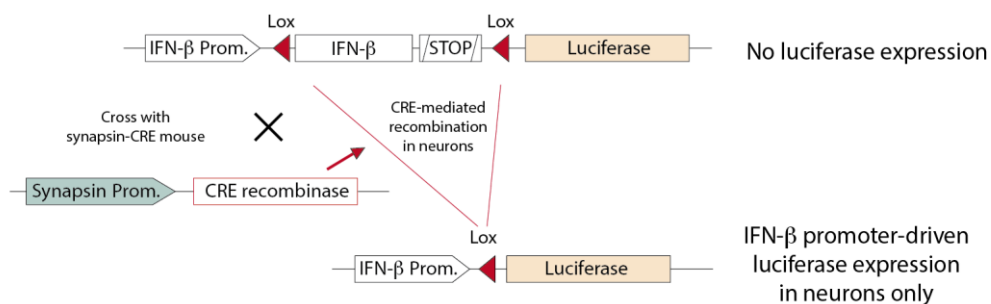 Lox
Lox
IFN-β Prom.
IFN-β
STOP
Luciferase
No luciferase expression
Cross with
synapsin-CRE mouse
CRE-mediated
recombination
in neurons
Synapsin Prom.
CRE recombinase
Lox
IFN-β Prom.
Luciferase
IFN-β promoter-driven
luciferase expression
in neurons only